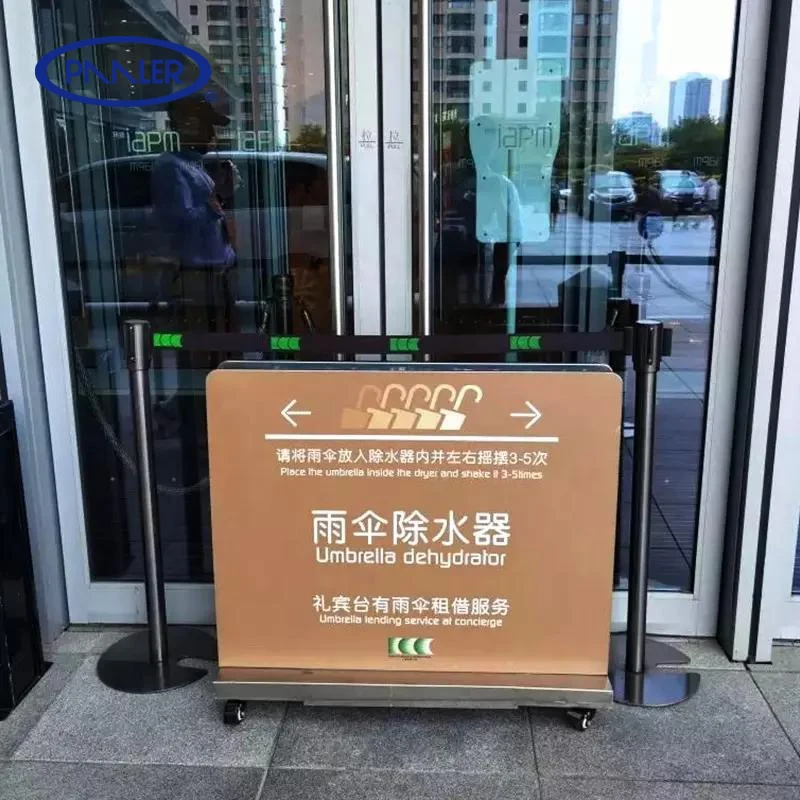 PAALER
iapm
iapm
拉 拉
PULL PULL
请将雨伞放入除水器内并左右摇摆3-5次
Place the umbrella inside the dryer and shake it 3-5times
雨伞除水器
Umbrella dehydrator
礼宾台有雨伞租借服务
Umbrella lending service at concierge